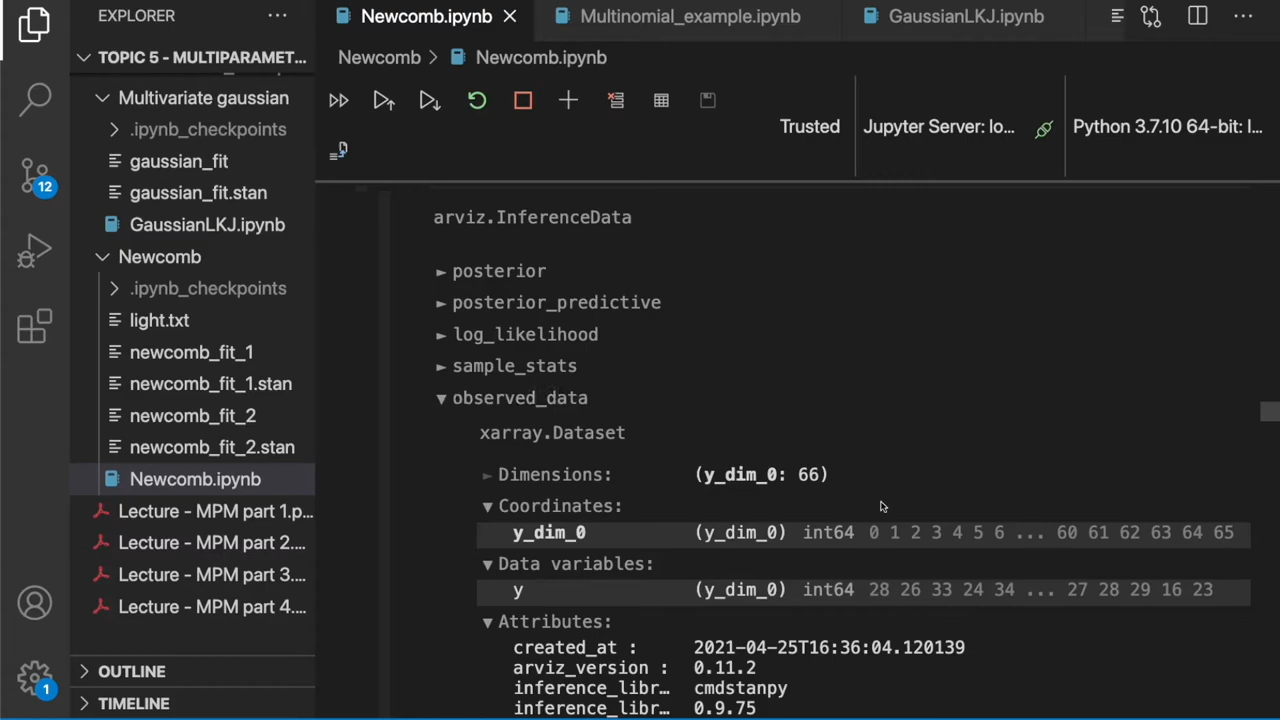 EXPLORER
TOPIC 5 - MULTIPARAMET...
Multivariate gaussian
.ipynb_checkpoints
gaussian_fit
gaussian_fit.stan
GaussianLKJ.ipynb
Newcomb
.ipynb_checkpoints
light.txt
newcomb_fit_1
newcomb_fit_1.stan
newcomb_fit_2
newcomb_fit_2.stan
Newcomb.ipynb
Lecture - MPM part 1.p...
Lecture - MPM part 2....
Lecture - MPM part 3....
Lecture - MPM part 4....
OUTLINE
TIMELINE
12
1
Newcomb.ipynb Multinomial_example.ipynb GaussianLKJ.ipynb
Newcomb > Newcomb.ipynb
Trusted Jupyter Server: lo... Python 3.7.10 64-bit: I...
arviz.InferenceData
posterior
posterior_predictive
log_likelihood
sample_stats
observed_data
xarray.Dataset
Dimensions: (y_dim_0: 66)
Coordinates:
y_dim_0 (y_dim_0) int64 0 1 2 3 4 5 6 ... 60 61 62 63 64 65
Data variables:
y (y_dim_0) int64 28 26 33 24 34 ... 27 28 29 16 23
Attributes:
created_at : 2021-04-25T16:36:04.120139
arviz_version : 0.11.2
inference_libr... cmdstanpy
inference_libr... 0.9.75